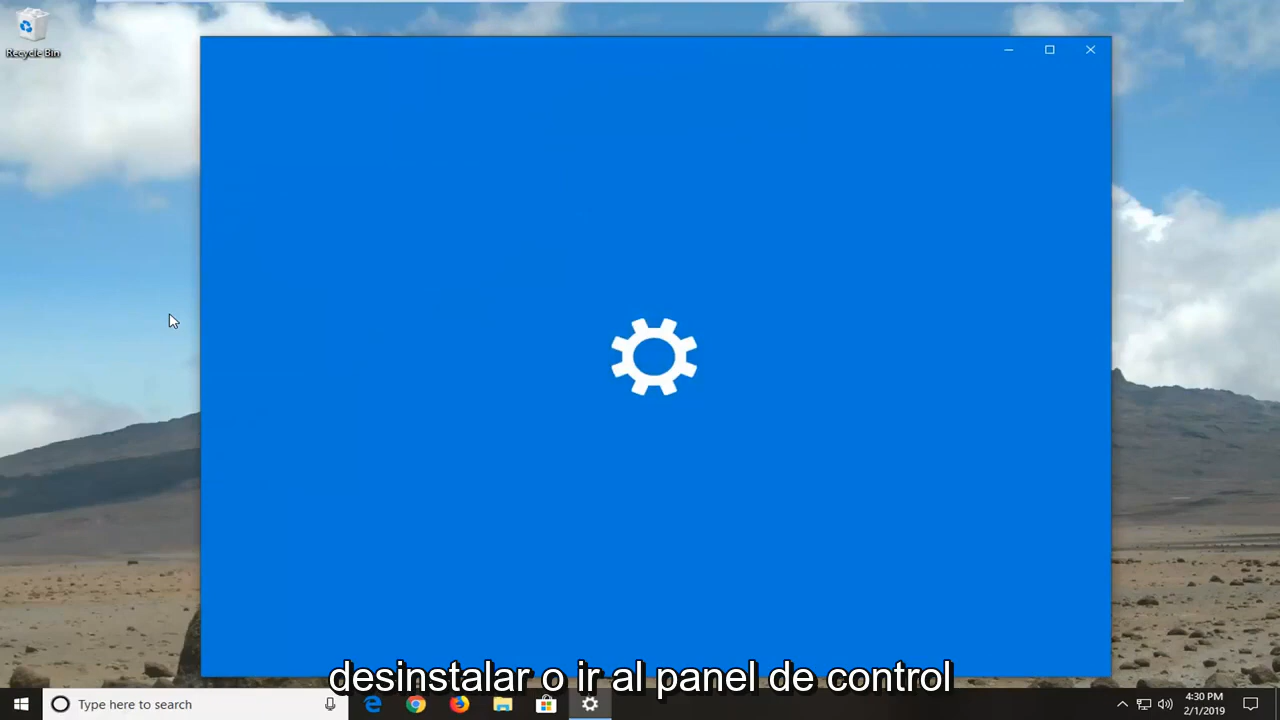 Recycle Bin
desinstalar o ir al panel de control
Type here to search
4:30 PM
2/1/2019